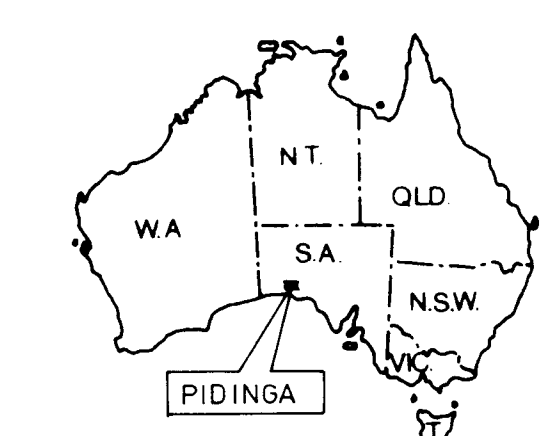 N T.
QLD.
W.A
S.A.
N.S.W.
VIC.
PIDINGA
T